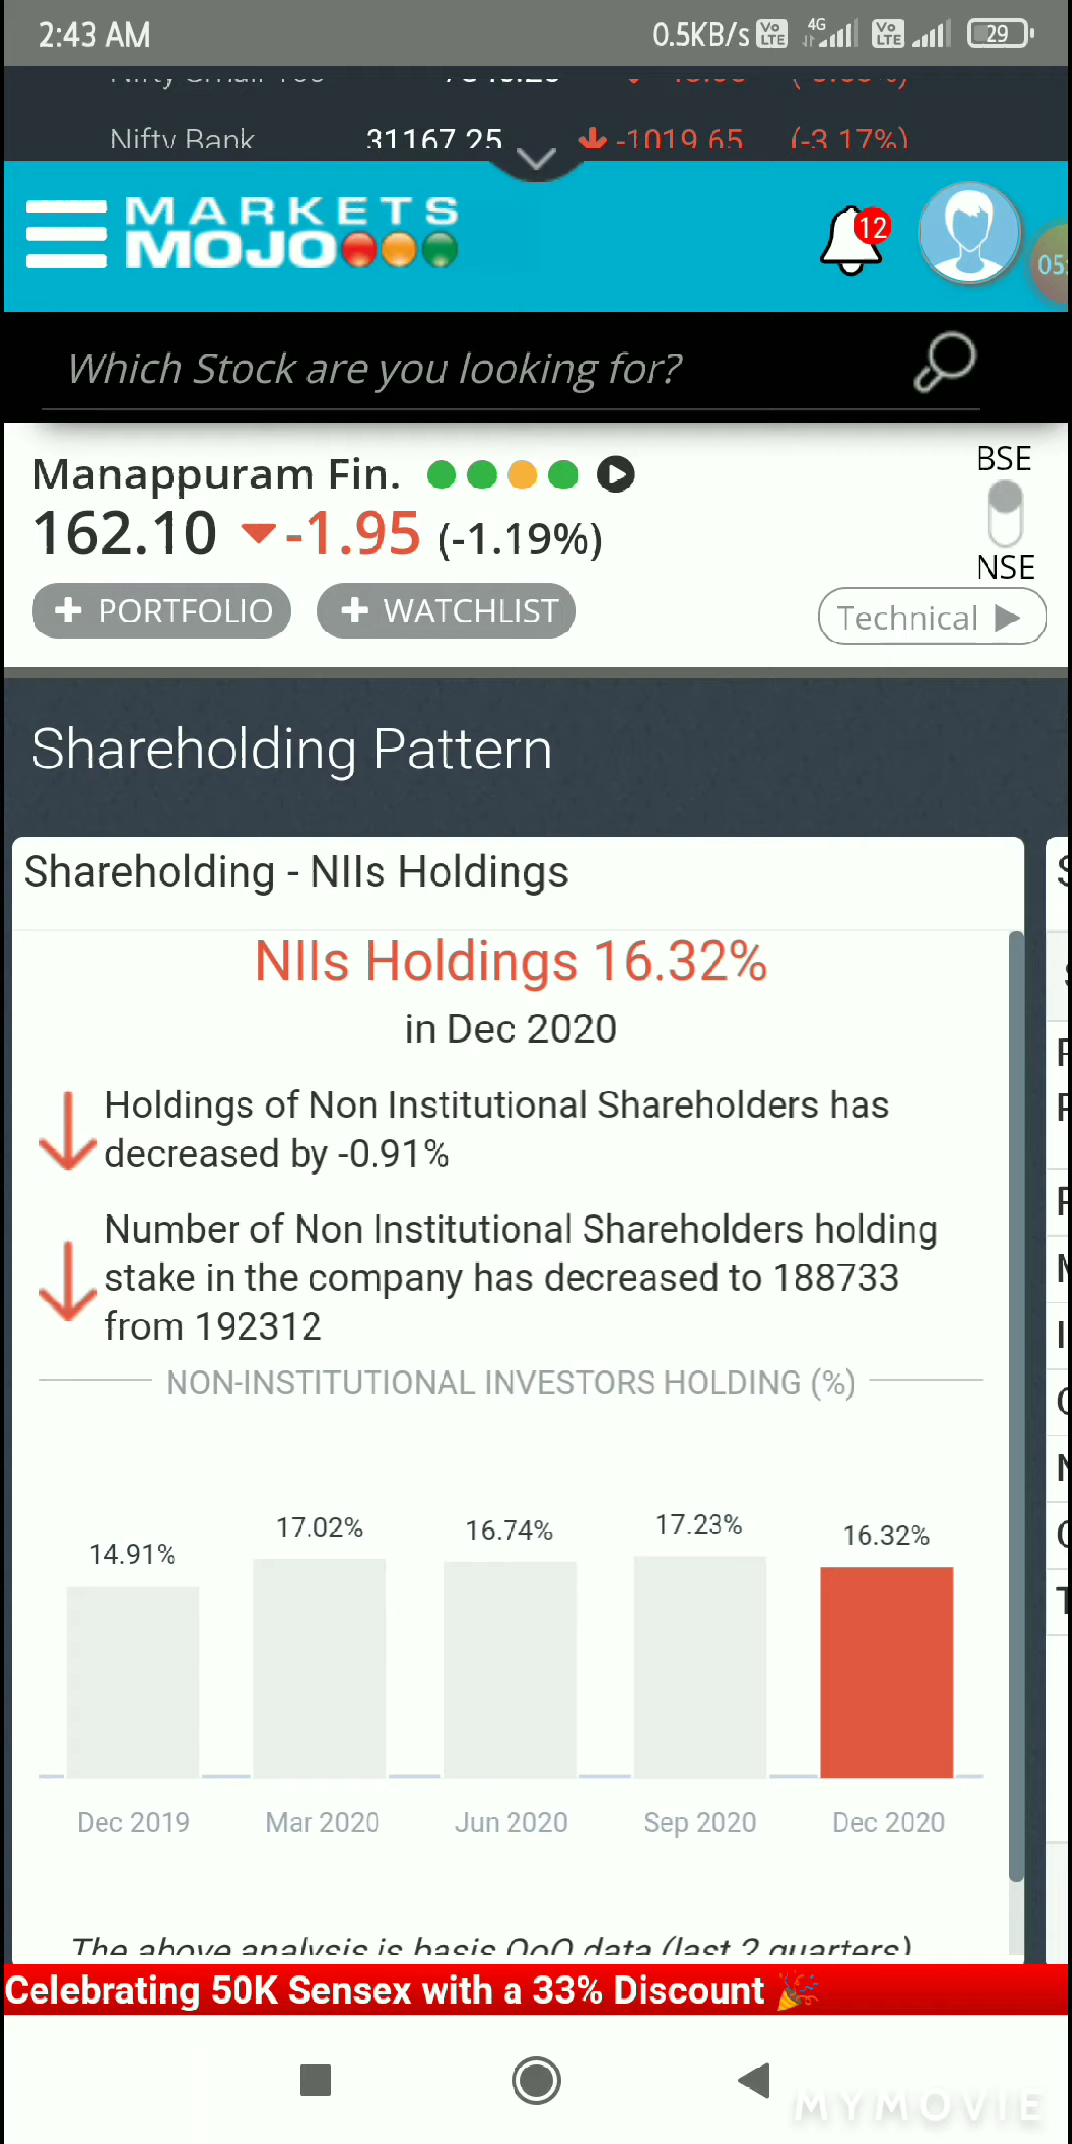 2:43 AM 0.5KB/s Vo LTE 4G Vo LTE 29
Nifty Bank 31167.25 -1019.65 (-3.17%)
MARKETS
MOJO
12
05:
Which Stock are you looking for?
Manappuram Fin.
BSE
162.10 -1.95 (-1.19%)
NSE
+ PORTFOLIO + WATCHLIST
Technical
Shareholding Pattern
Shareholding - NIIs Holdings
NIIs Holdings 16.32%
in Dec 2020
Holdings of Non Institutional Shareholders has
decreased by -0.91%
Number of Non Institutional Shareholders holding
stake in the company has decreased to 188733
from 192312
NON-INSTITUTIONAL INVESTORS HOLDING (%)
14.91% 17.02% 16.74% 17.23% 16.32%
Dec 2019 Mar 2020 Jun 2020 Sep 2020 Dec 2020
The above analysis is basis QoQ data (last 2 quarters)
Celebrating 50K Sensex with a 33% Discount 🎉
MYMOVIE